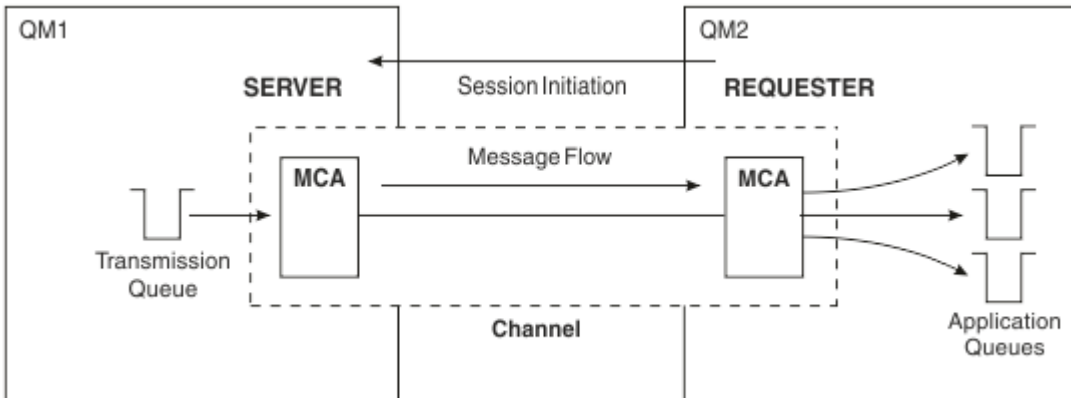 QM1
QM2
Session Initiation
SERVER
REQUESTER
Message Flow
MCA
MCA
Transmission
Queue
Channel
Application
Queues